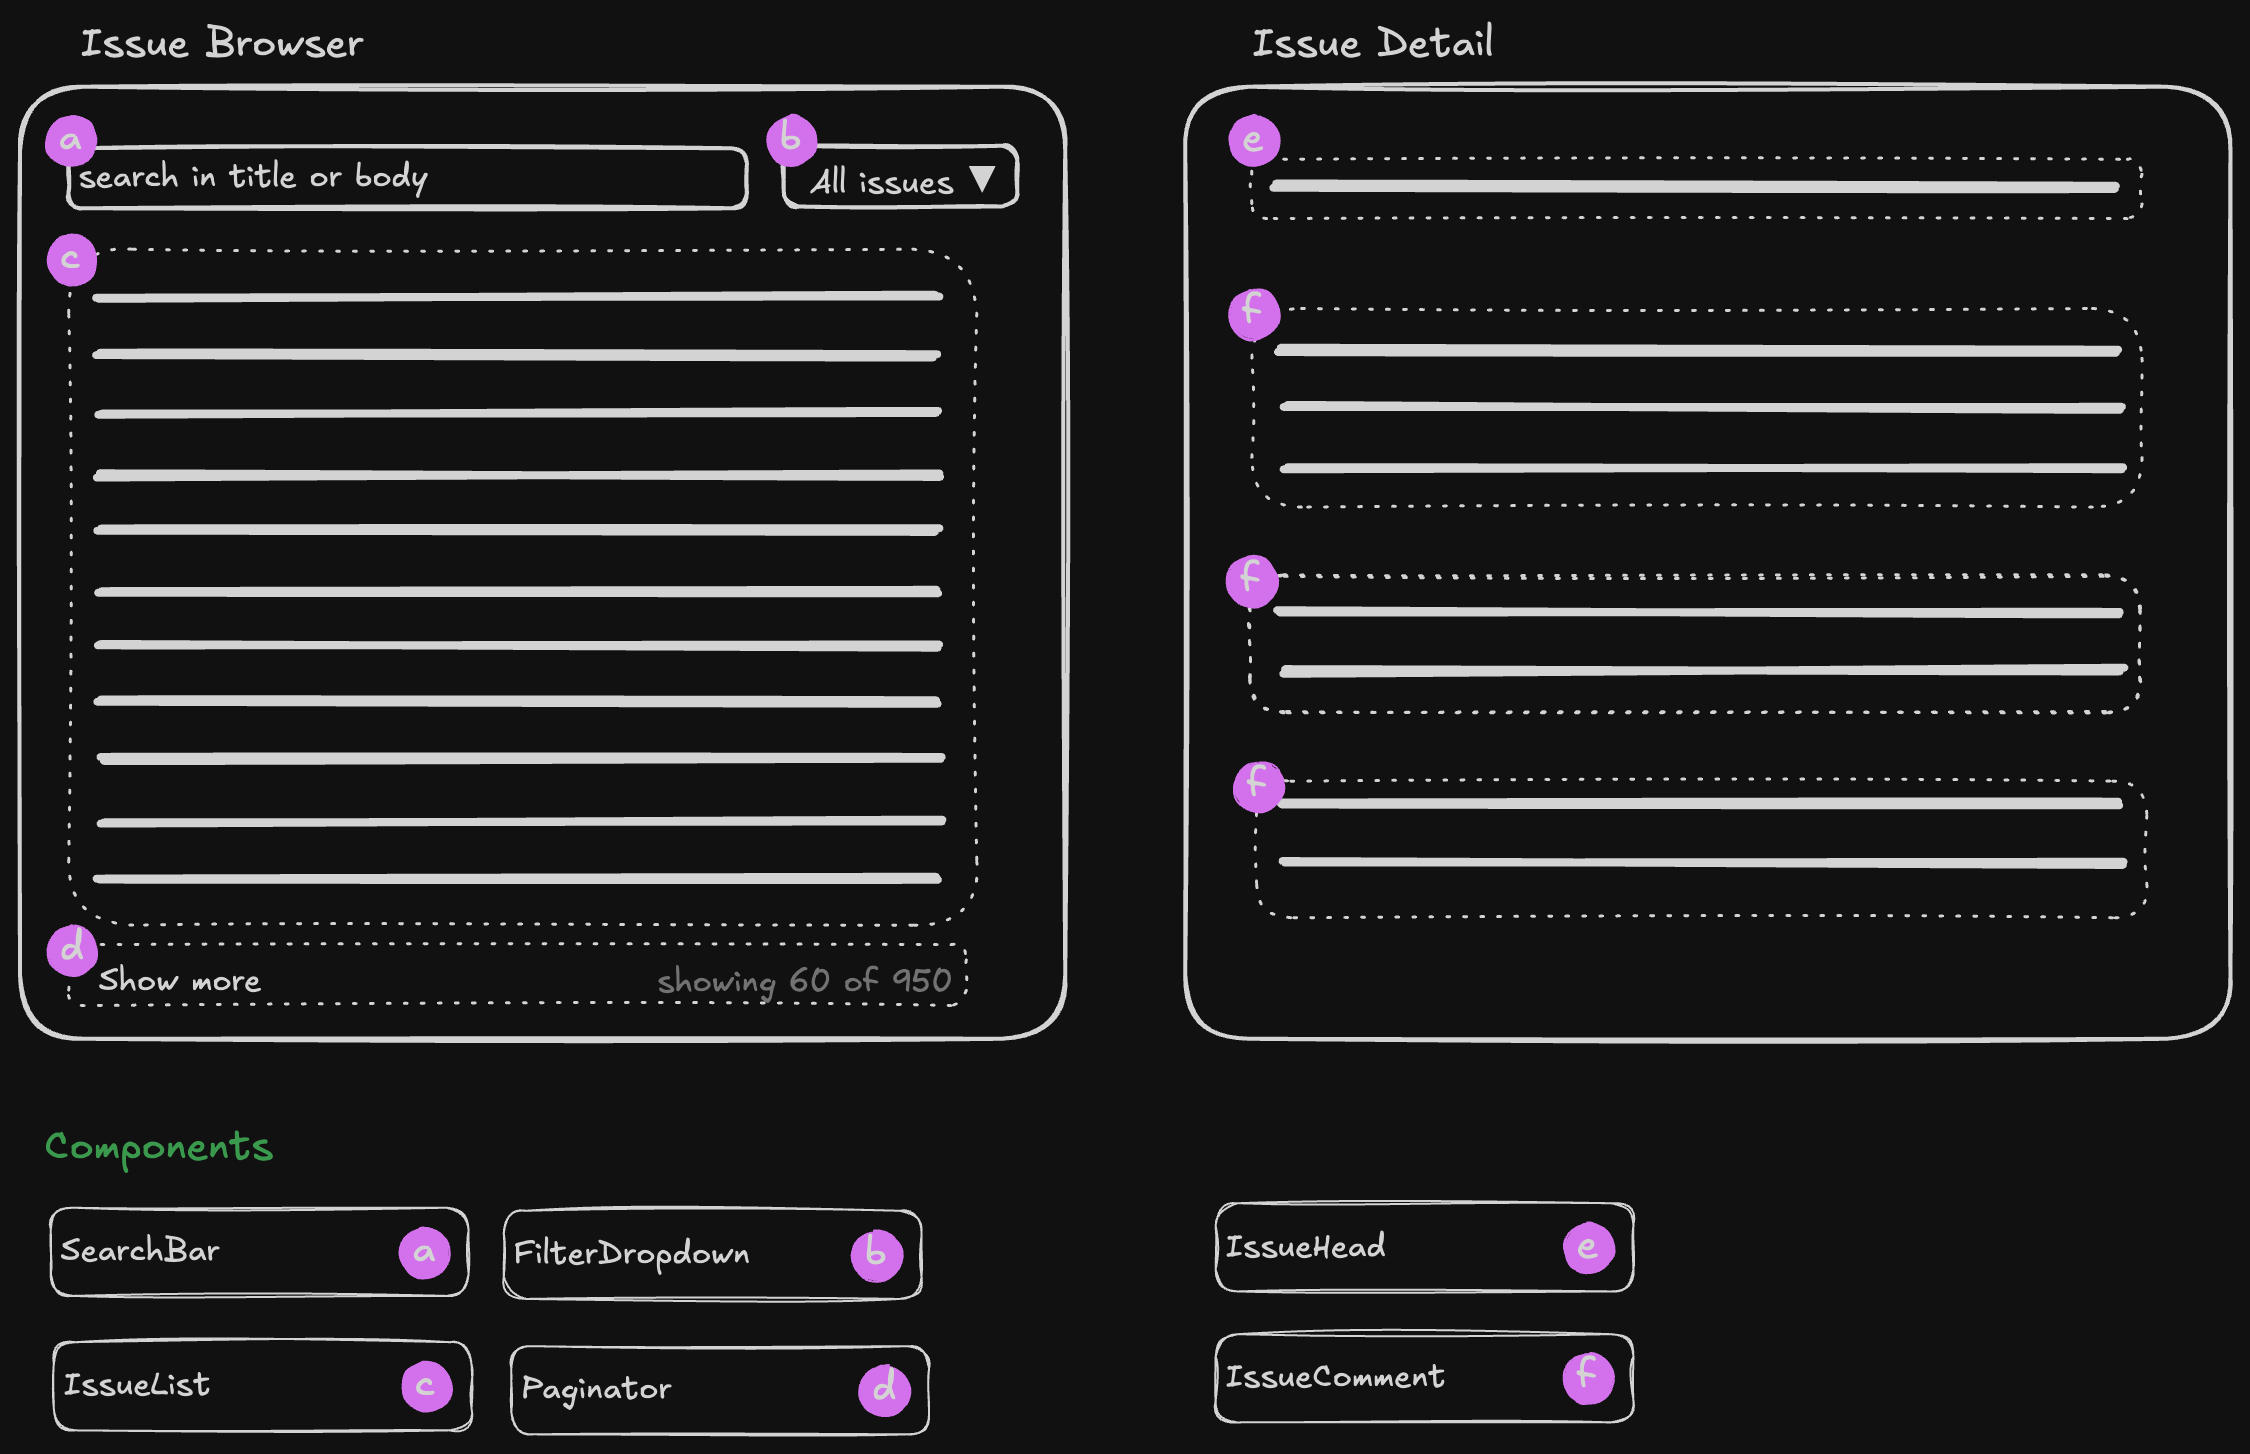 Issue Browser
Issue Detail
a
search in title or body
b
All issues ▼
c
d
Show more
showing 60 of 950
e
f
f
f
Components
SearchBar a
FilterDropdown b
IssueList c
Paginator d
IssueHead e
IssueComment f